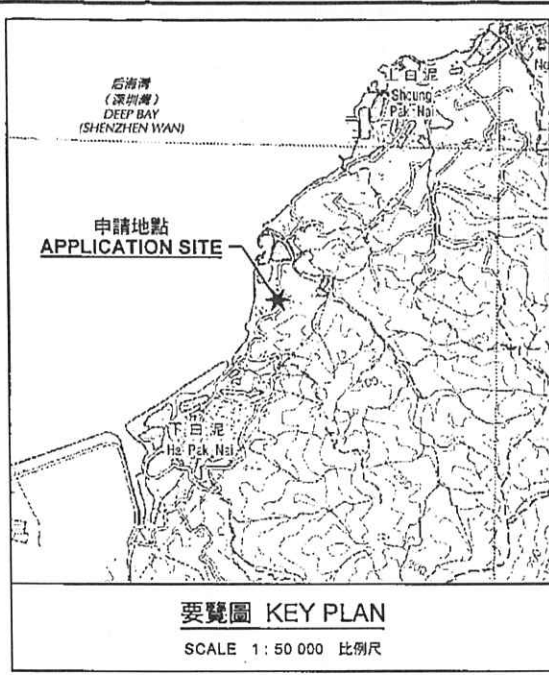 后海灣
（深圳灣）
DEEP BAY
(SHENZHEN WAN)
上白泥
Sheung
Pak Nai
申請地點
APPLICATION SITE
下白泥
Ha Pak Nai
要覽圖 KEY PLAN
SCALE 1 : 50 000 比例尺